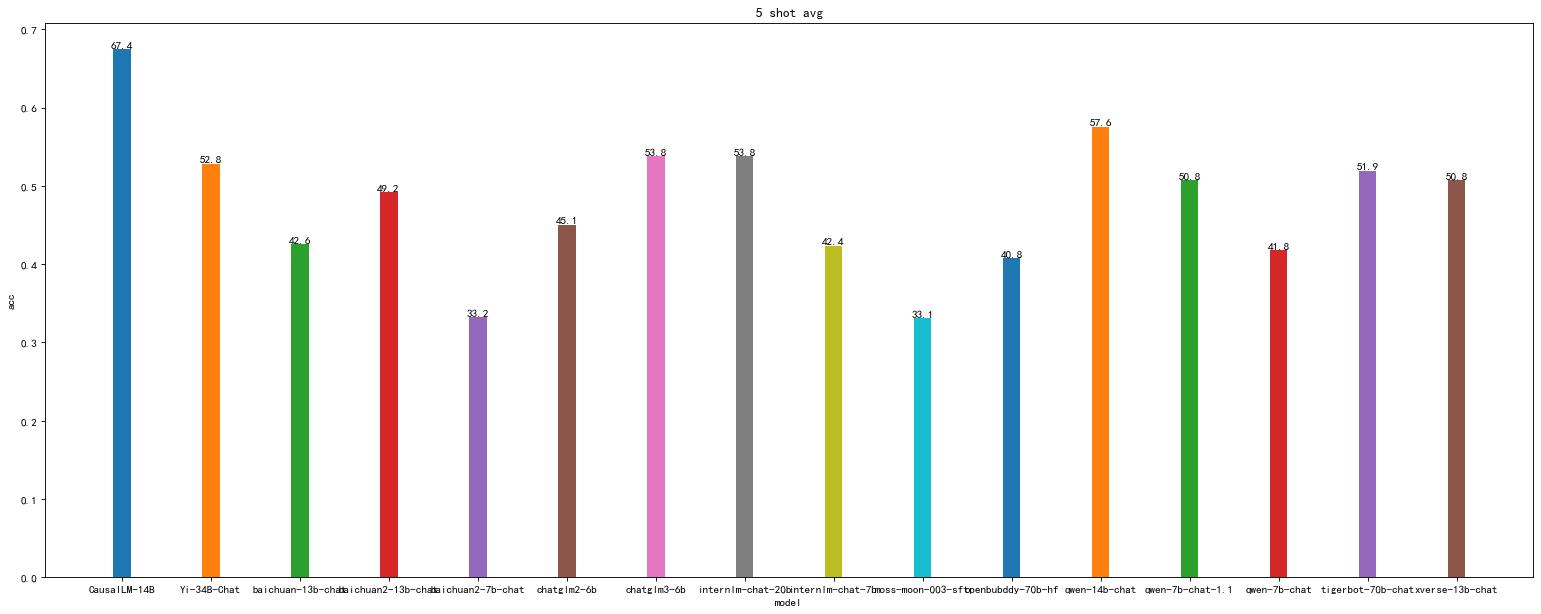 5 shot avg
0.7
0.6
0.5
0.4
0.3
0.2
0.1
0.0
acc
67.4
52.8
42.6
49.2
33.2
45.1
53.8
53.8
42.4
33.1
40.8
57.6
50.8
41.8
51.9
50.8
CausalLM-14B
Yi-34B-Chat
baichuan-13b-chat
baichuan2-13b-chat
baichuan2-7b-chat
chatglm2-6b
chatglm3-6b
internlm-chat-20b
internlm-chat-7b
moss-moon-003-sft
openbubddy-70b-hf
qwen-14b-chat
qwen-7b-chat-1.1
qwen-7b-chat
tigerbot-70b-chat
xverse-13b-chat
model